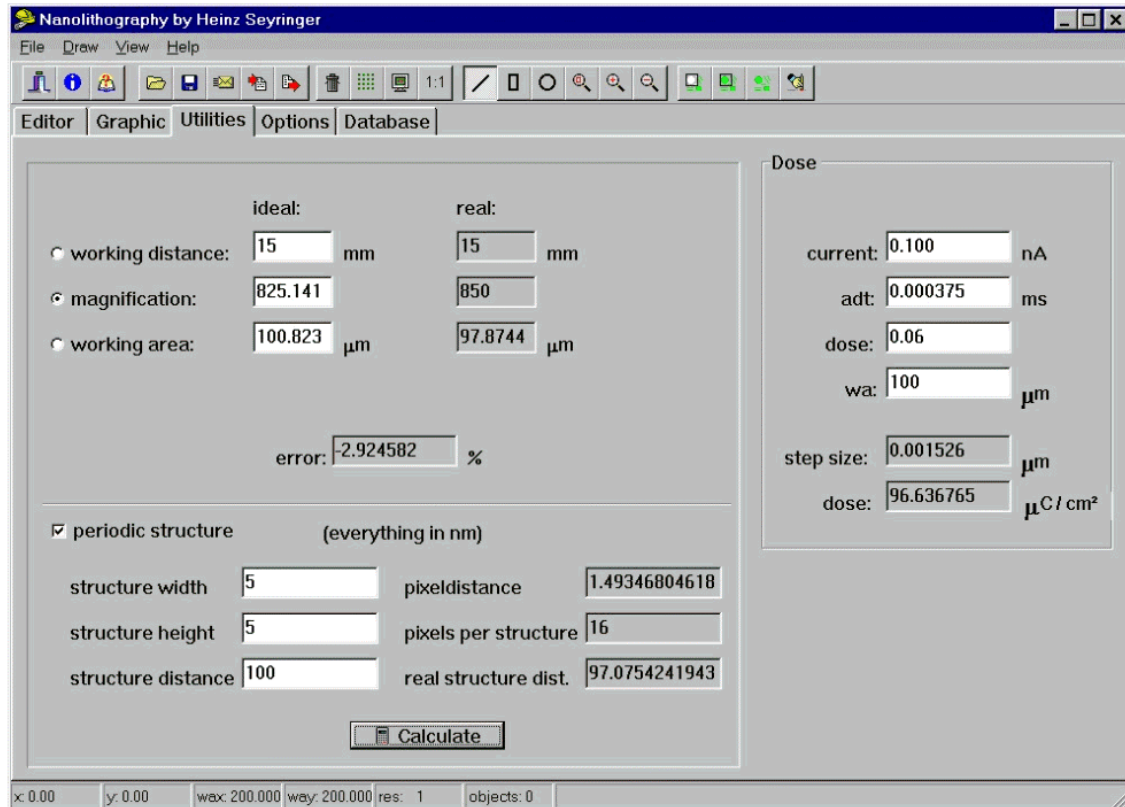 Nanolithography by Heinz Seyringer
File Draw View Help
1:1
Editor Graphic Utilities Options Database
Dose
ideal: real:
working distance: 15 mm 15 mm
current: 0.100 nA
magnification: 825.141 850
adt: 0.000375 ms
working area: 100.823 μm 97.8744 μm
dose: 0.06
wa: 100 μm
error: -2.924582 %
step size: 0.001526 μm
dose: 96.636765 μC / cm²
periodic structure (everything in nm)
structure width 5 pixeldistance 1.49346804618
structure height 5 pixels per structure 16
structure distance 100 real structure dist. 97.0754241943
Calculate
x: 0.00 y: 0.00 wax: 200.000 way: 200.000 res: 1 objects: 0